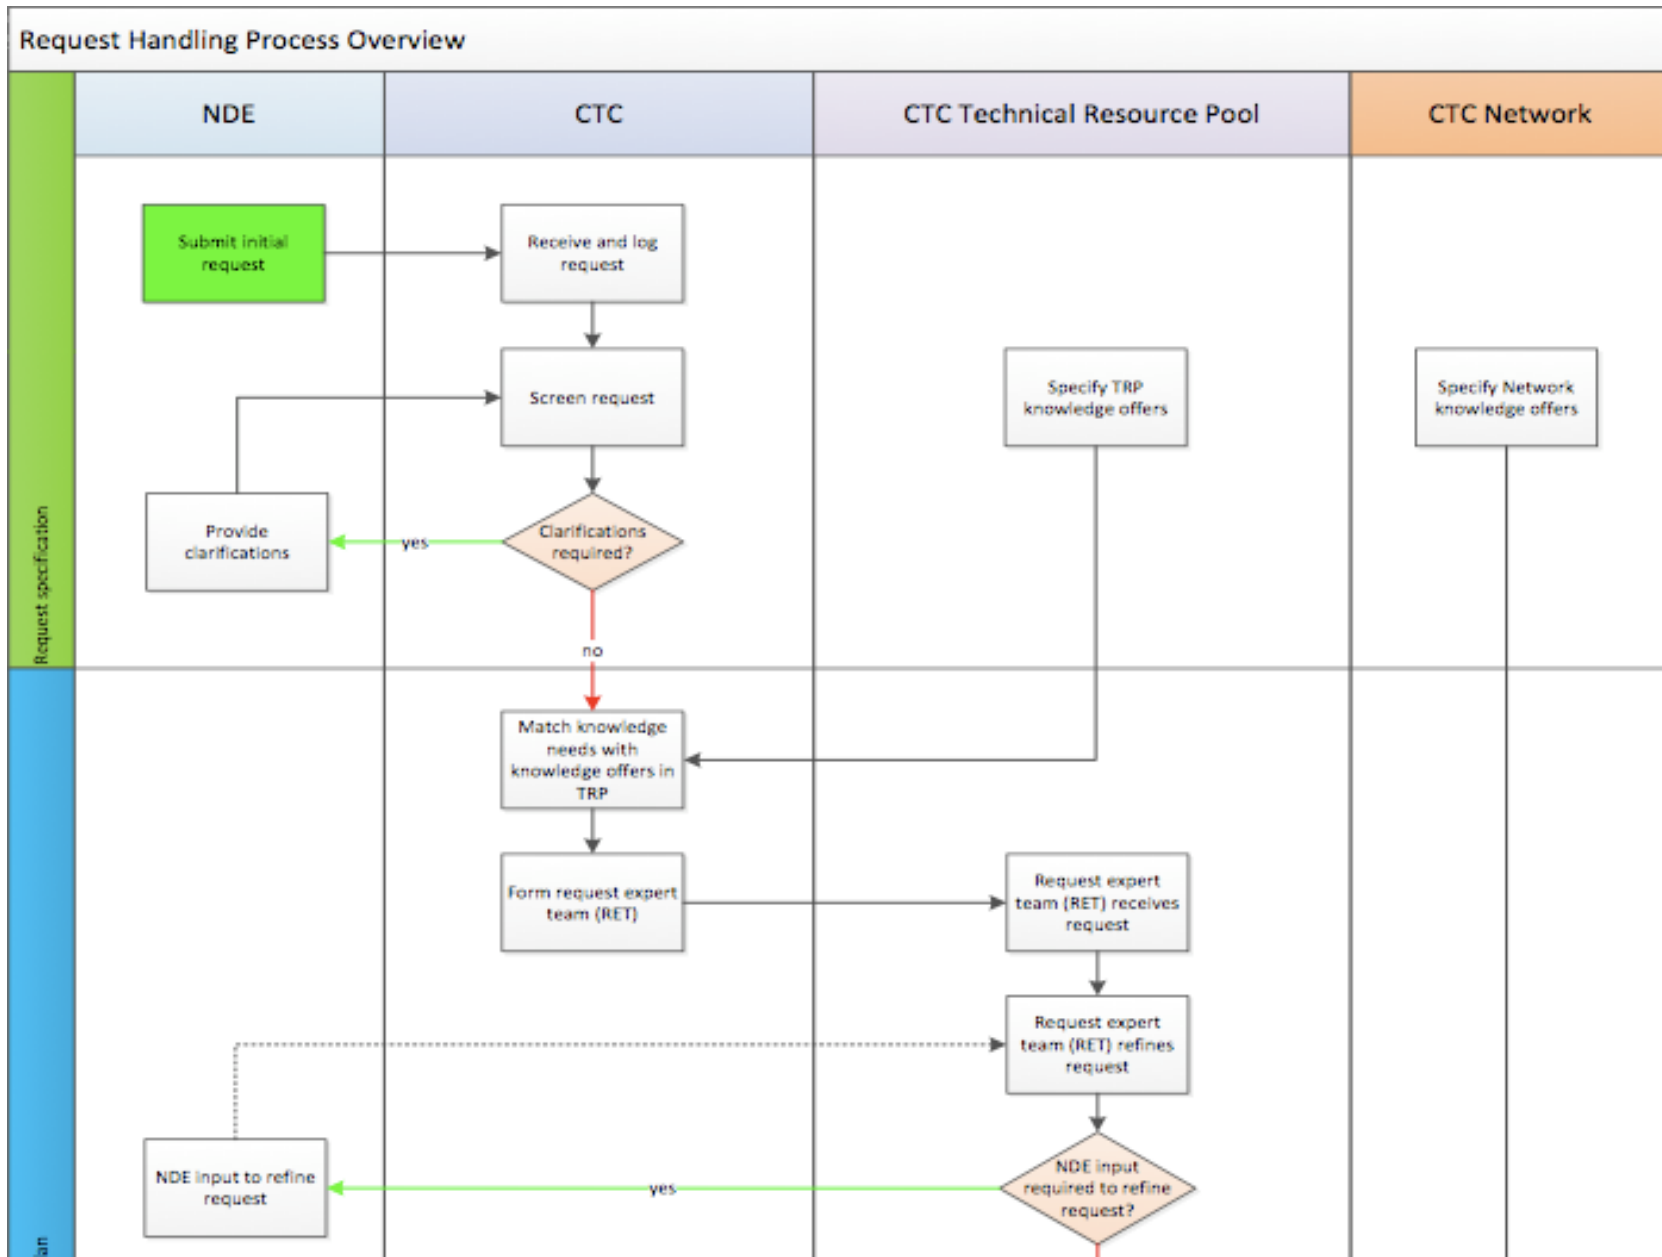 Request Handling Process Overview
NDE
CTC
CTC Technical Resource Pool
CTC Network
Request specification
Submit initial
request
Receive and log
request
Screen request
Specify TRP
knowledge offers
Specify Network
knowledge offers
Provide
clarifications
yes
Clarifications
required?
no
Match knowledge
needs with
knowledge offers in
TRP
Form request expert
team (RET)
Request expert
team (RET) receives
request
Request expert
team (RET) refines
request
NDE input to refine
request
yes
NDE input
required to refine
request?